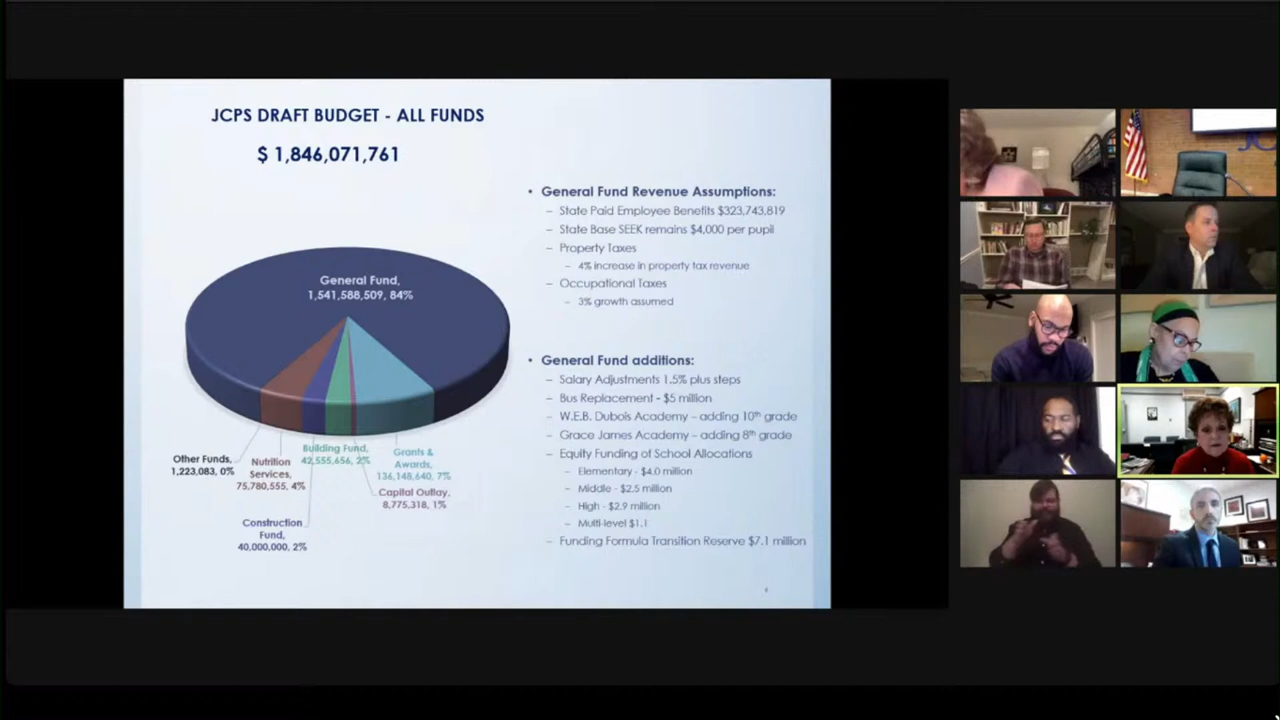 JCPS DRAFT BUDGET - ALL FUNDS
$ 1,846,071,761
General Fund,
1,541,588,509, 84%
Other Funds,
1,223,083, 0%
Nutrition
Services,
75,780,555, 4%
Construction
Fund,
40,000,000, 2%
Building Fund,
42,555,656, 2%
Grants &
Awards,
136,148,640, 7%
Capital Outlay,
8,775,318, 1%
• General Fund Revenue Assumptions:
– State Paid Employee Benefits $323,743,819
– State Base SEEK remains $4,000 per pupil
– Property Taxes
– 4% increase in property tax revenue
– Occupational Taxes
– 3% growth assumed
• General Fund additions:
– Salary Adjustments 1.5% plus steps
– Bus Replacement - $5 million
– W.E.B. Dubois Academy – adding 10th grade
– Grace James Academy – adding 8th grade
– Equity Funding of School Allocations
– Elementary - $4.0 million
– Middle - $2.5 million
– High - $2.9 million
– Multi-level $1.1
– Funding Formula Transition Reserve $7.1 million